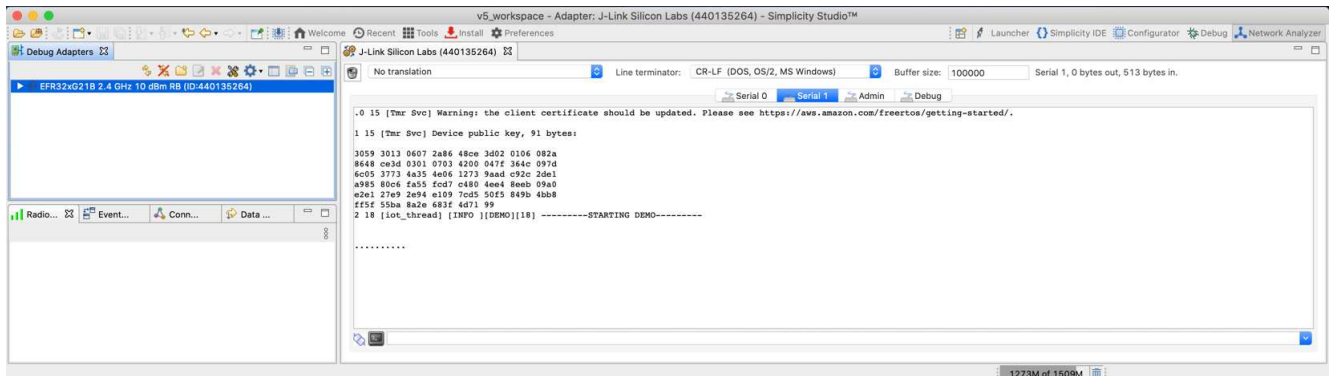 v5_workspace - Adapter: J-Link Silicon Labs (440135264) - Simplicity Studio™
Welcome Recent Tools Install Preferences Launcher {} Simplicity IDE Configurator Debug Network Analyzer
Debug Adapters
J-Link Silicon Labs (440135264)
EFR32xG21B 2.4 GHz 10 dBm RB (ID:440135264)
No translation Line terminator: CR-LF (DOS, OS/2, MS Windows) Buffer size: 100000 Serial 1, 0 bytes out, 513 bytes in.
Serial 0 Serial 1 Admin Debug
.0 15 [Tmr Svc] Warning: the client certificate should be updated. Please see https://aws.amazon.com/freertos/getting-started/.
1 15 [Tmr Svc] Device public key, 91 bytes:
3059 3013 0607 2a86 48ce 3d02 0106 082a
8648 ce3d 0301 0703 4200 047f 364c 097d
6c05 3773 4a35 4e06 1273 9aad c92c 2de1
a985 80c6 fa55 fcd7 c480 4ee4 8eeb 09a0
e2e1 27e9 2e94 e109 7cd5 50f5 849b 4bb8
ff5f 55ba 8a2e 683f 4d71 99
2 18 [iot_thread] [INFO ][DEMO][18] ---------STARTING DEMO---------
..........
Radio... Event... Conn... Data ...
1273M of 1509M